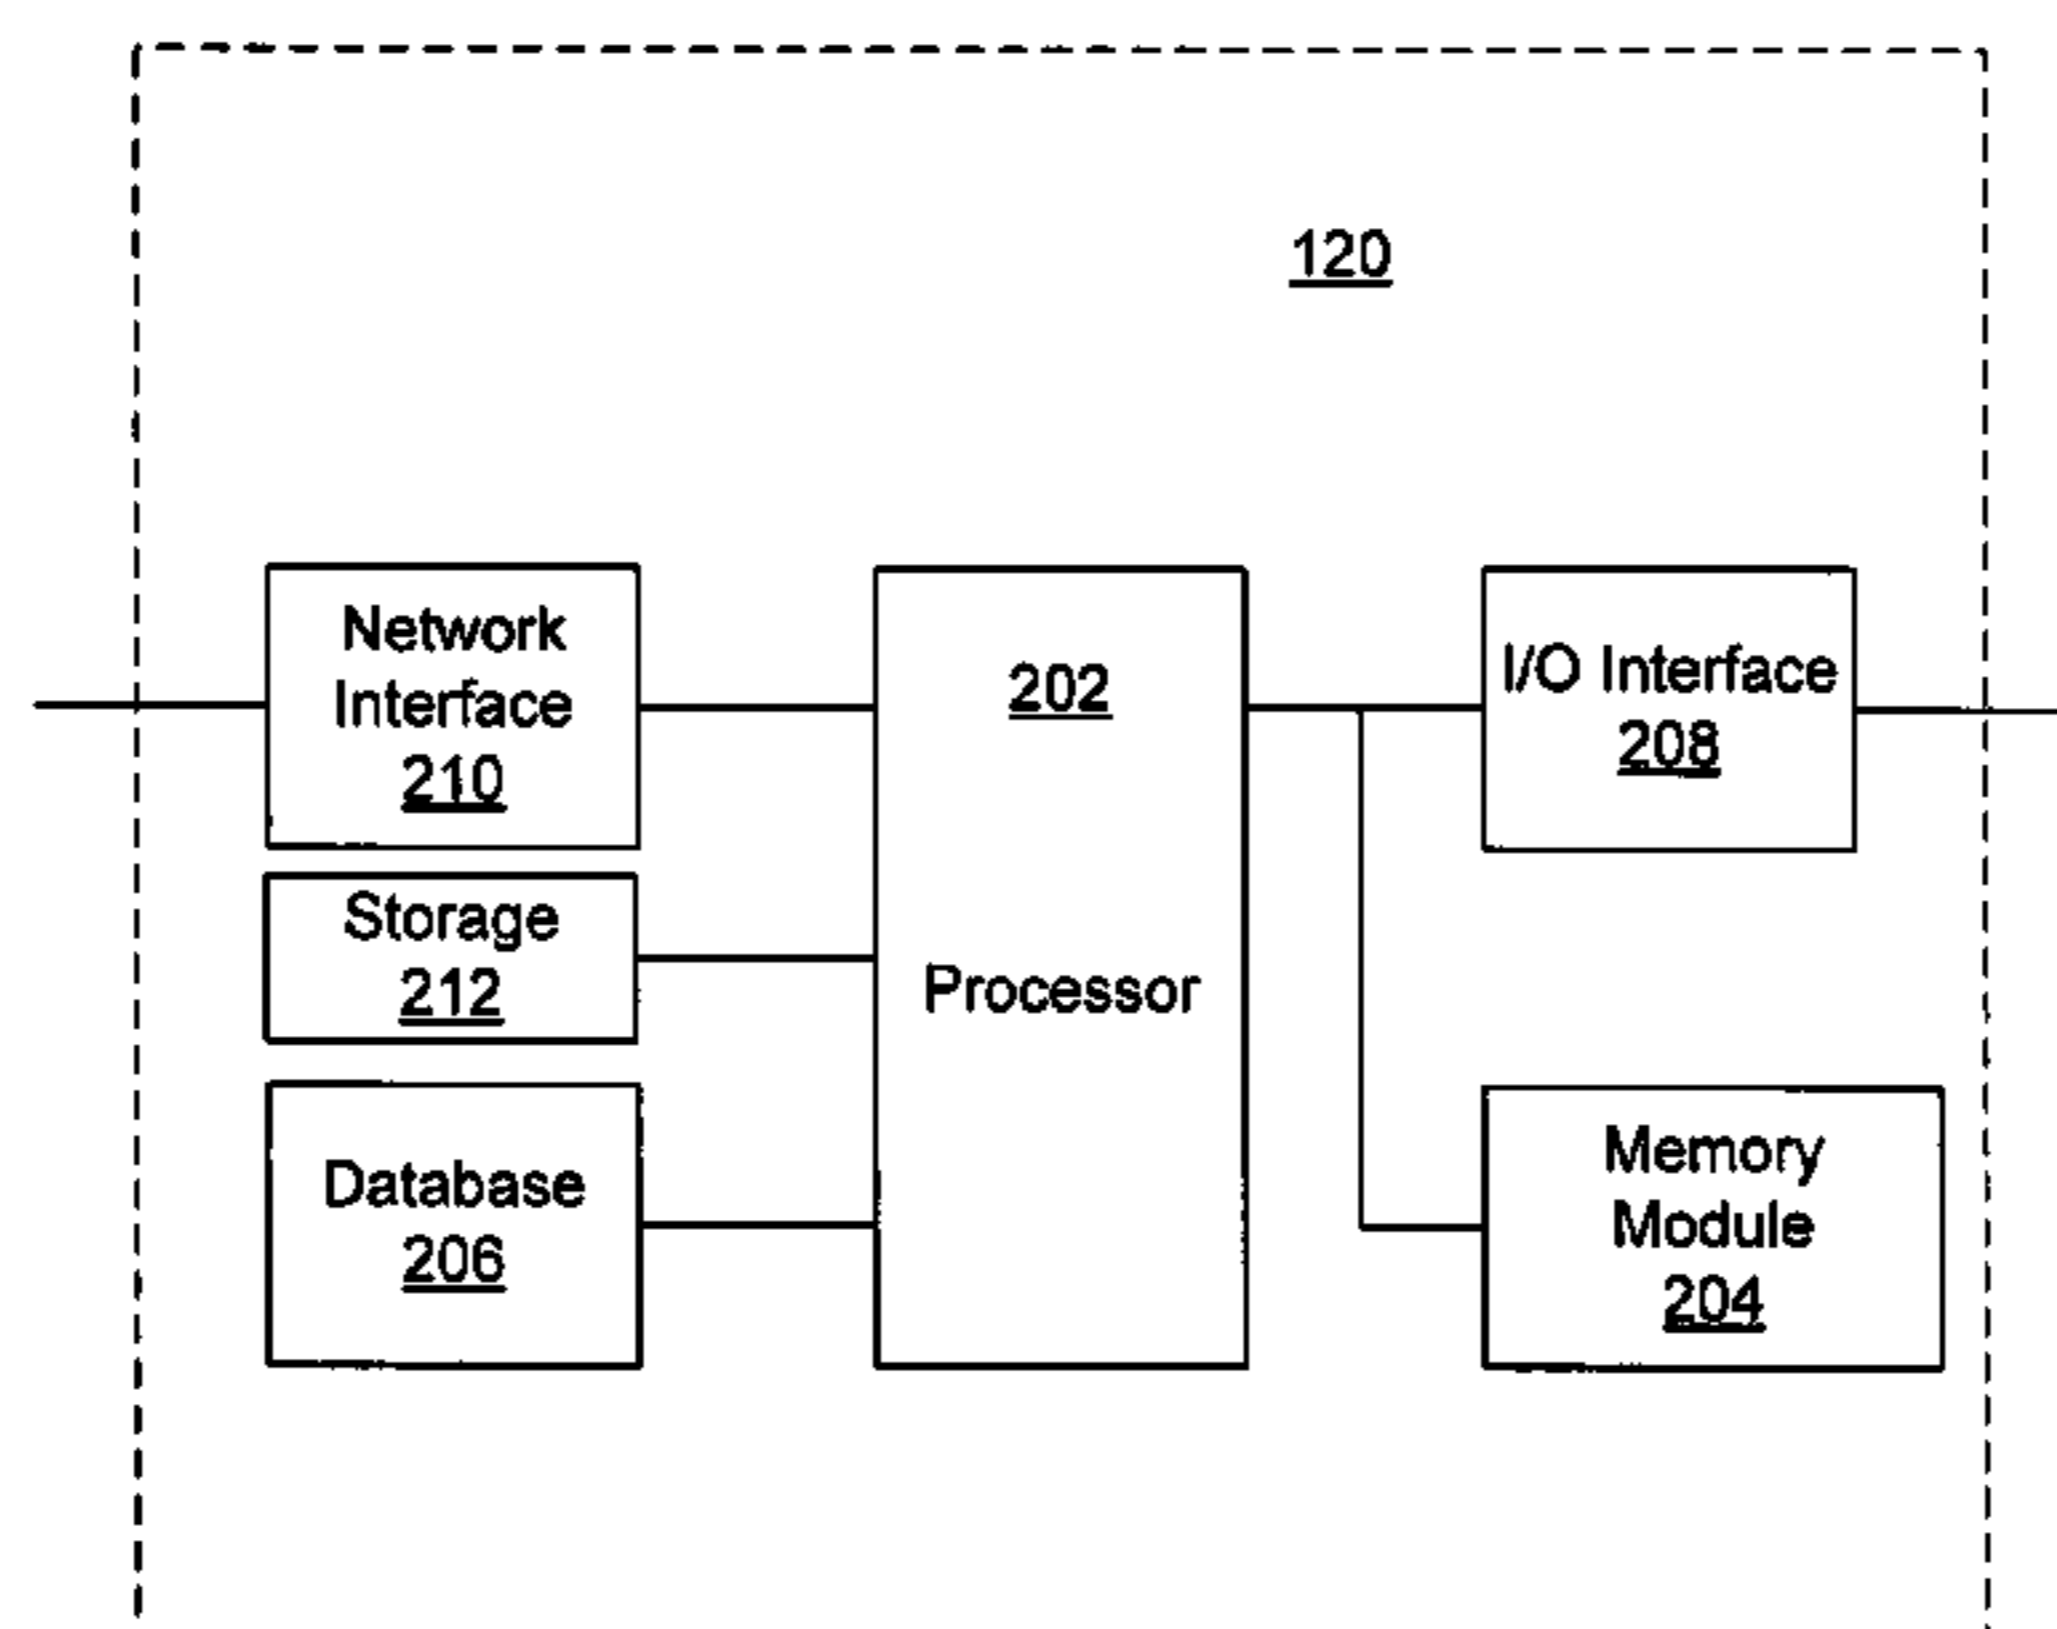 120
Network
Interface
210
Storage
212
Database
206
202
Processor
I/O Interface
208
Memory
Module
204